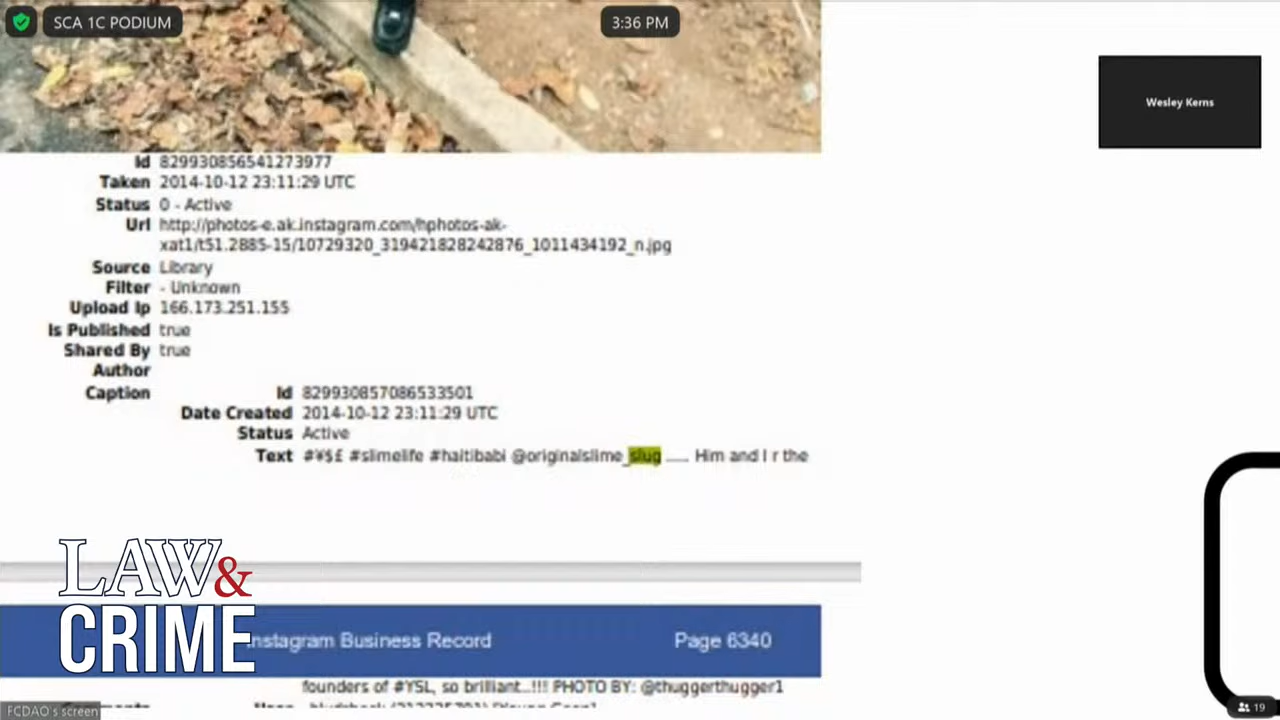 SCA 1C PODIUM
3:36 PM
Wesley Kerns
Id 829930856541273977
Taken 2014-10-12 23:11:29 UTC
Status 0 - Active
Url http://photos-e.ak.instagram.com/hphotos-ak-
xat1/t51.2885-15/10729320_319421828242876_1011434192_n.jpg
Source Library
Filter - Unknown
Upload Ip 166.173.251.155
Is Published true
Shared By true
Author
Caption Id 829930857086533501
Date Created 2014-10-12 23:11:29 UTC
Status Active
Text #¥$£ #slimelife #haitibabi @originalslime_slug ..... Him and I r the
LAW&
CRIME
Instagram Business Record Page 6340
founders of #YSL, so brilliant..!!! PHOTO BY: @thuggerthugger1
FCDAO's screen
19